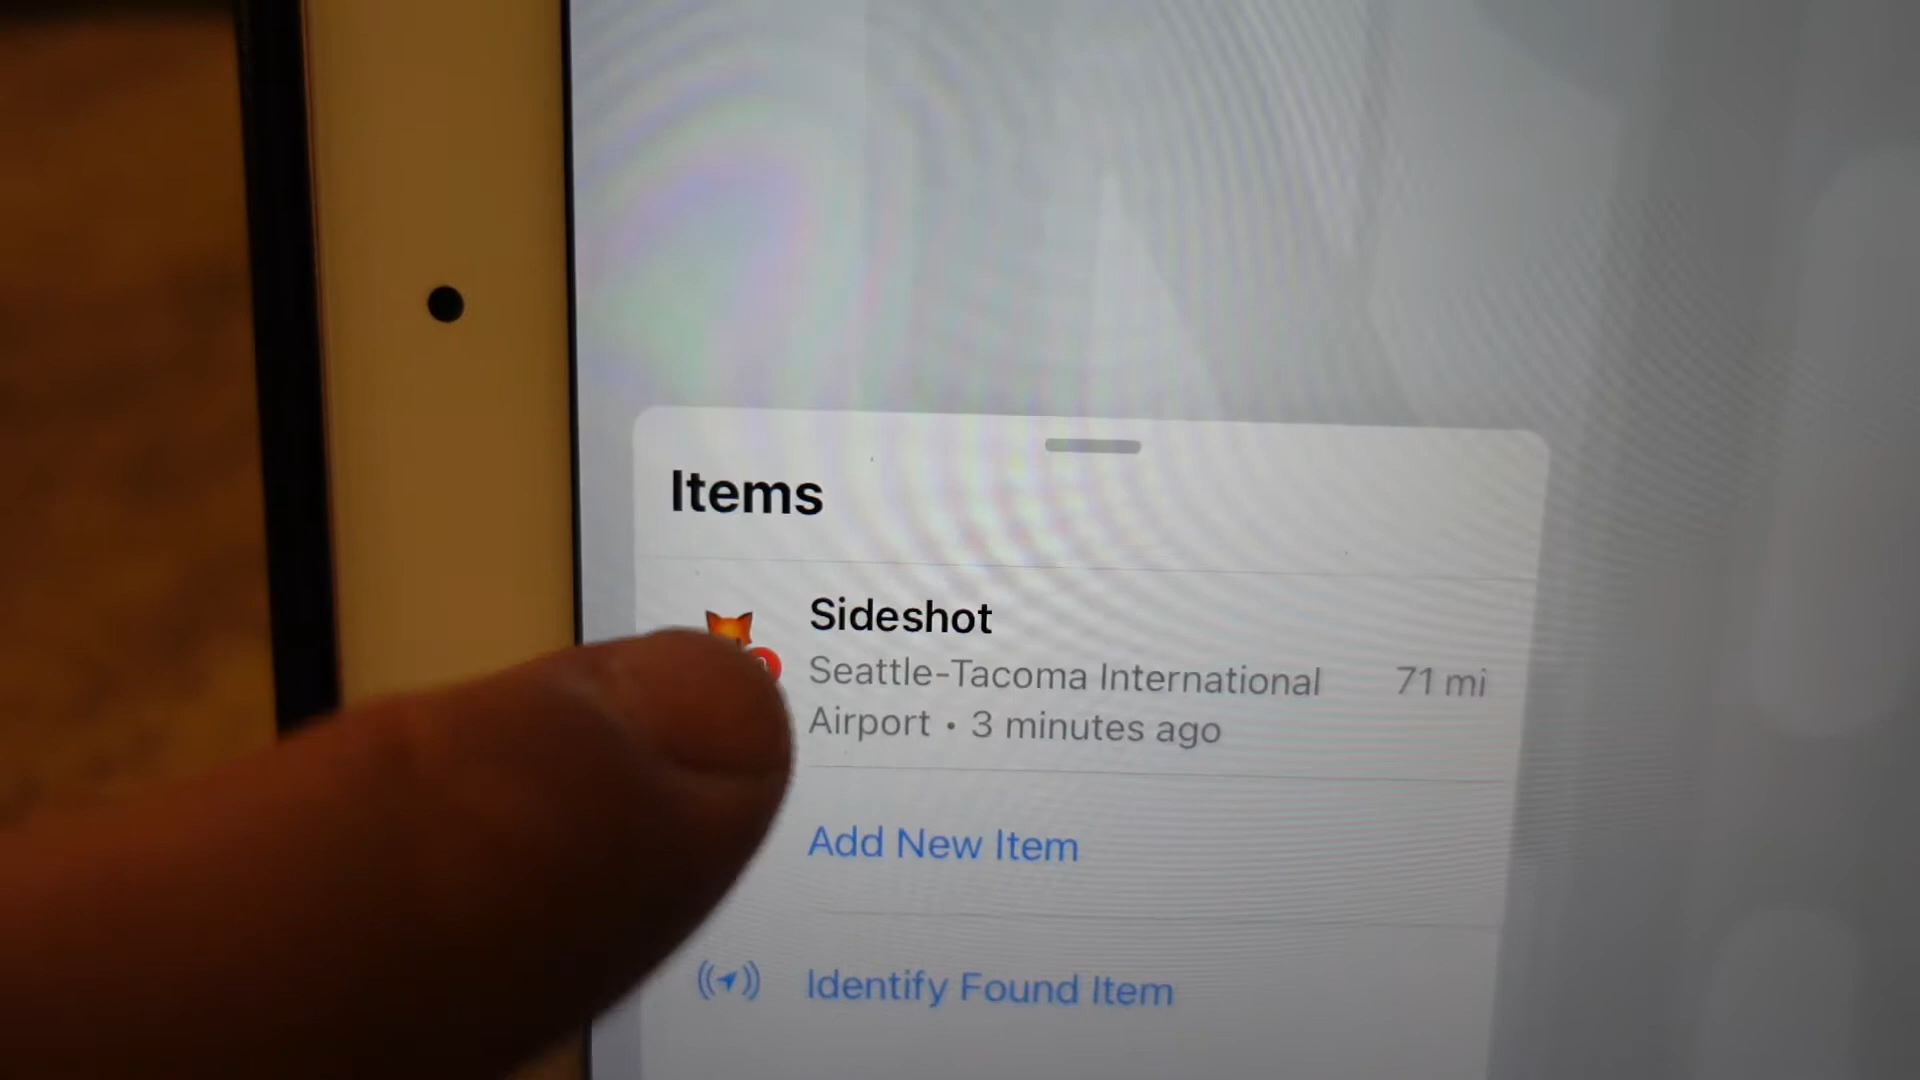 Items
Sideshot
Seattle-Tacoma International
71 mi
Airport • 3 minutes ago
Add New Item
Identify Found Item